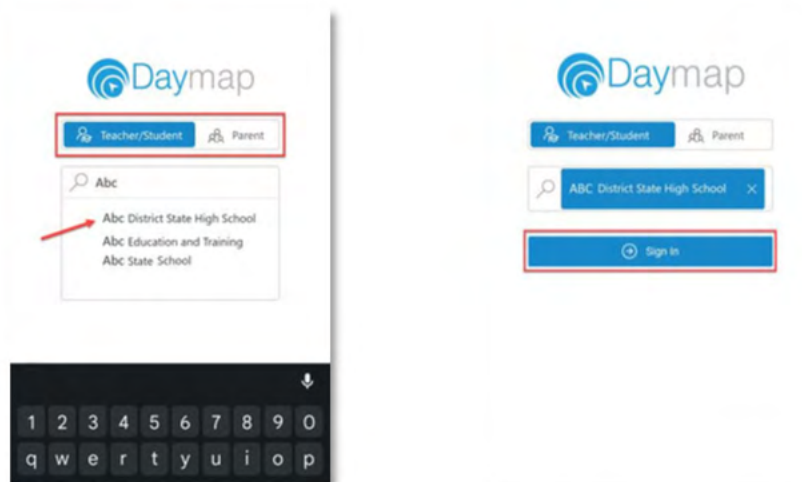 Daymap
Teacher/Student Parent
Abc
Abc District State High School
Abc Education and Training
Abc State School
1 2 3 4 5 6 7 8 9 0
q w e r t y u i o p
Daymap
Teacher/Student Parent
ABC District State High School ×
Sign In